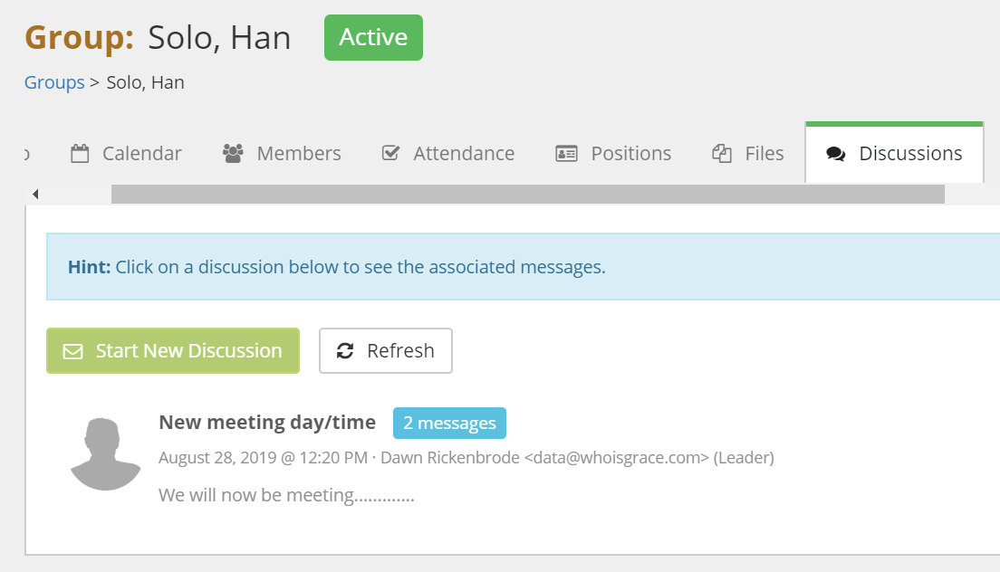 Group: Solo, Han Active
Groups > Solo, Han
Calendar Members Attendance Positions Files Discussions
Hint: Click on a discussion below to see the associated messages.
Start New Discussion Refresh
New meeting day/time 2 messages
August 28, 2019 @ 12:20 PM · Dawn Rickenbrode <data@whoisgrace.com> (Leader)
We will now be meeting.............